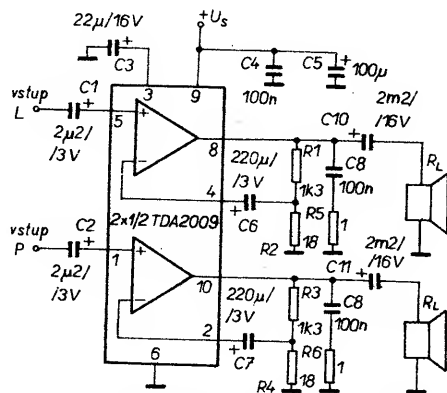 22µ/16V
+Us
C3
3
9
C4
100n
C5
100µ
vstup
L
C1
2µ2/
/3V
5
+
-
8
4
220µ/
/3V
C6
R1
1k3
R2
18
C8
100n
R5
1
C10
2m2/
/16V
RL
2x1/2 TDA2009
vstup
P
C2
2µ2/
/3V
1
+
-
10
2
220µ/
/3V
C7
R3
1k3
R4
18
C8
100n
R6
1
C11
2m2/
/16V
RL
6